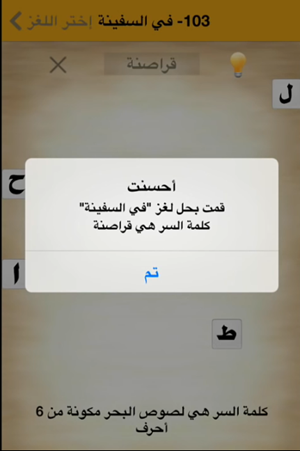 103- في السفينة إختر اللغز
قراصنة
ل
ح
أحسنت
قمت بحل لغز "في السفينة"
كلمة السر هي قراصنة
تم
ا
ط
كلمة السر هي لصوص البحر مكونة من 6
أحرف